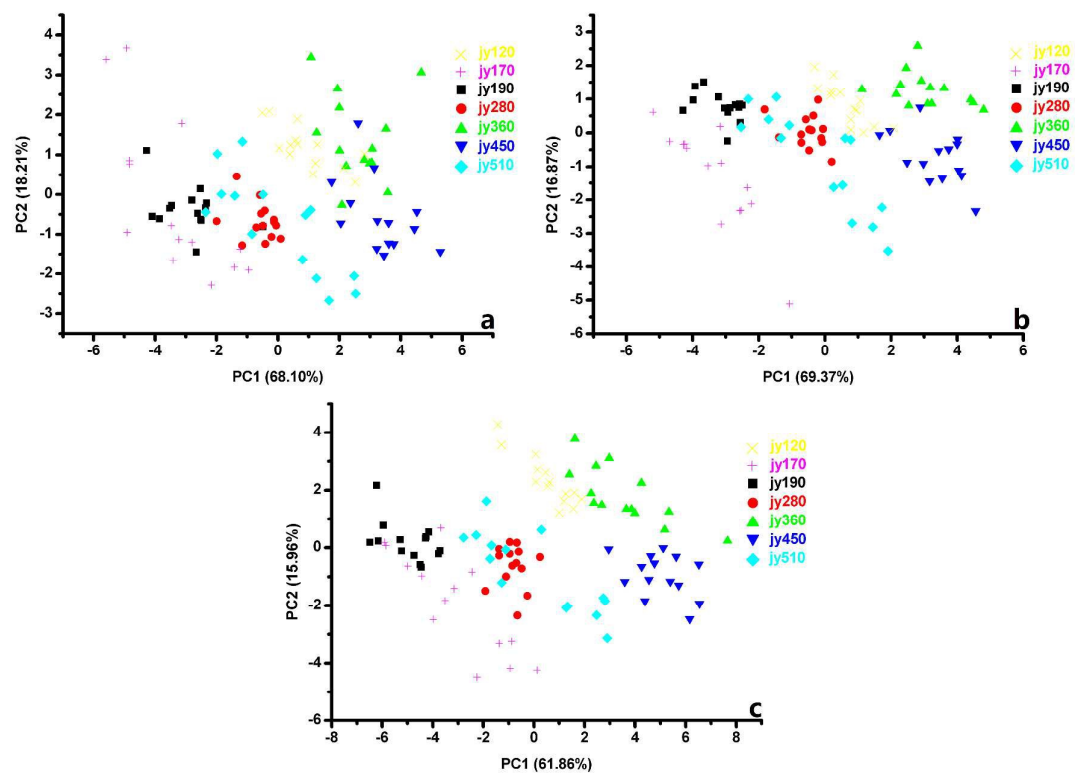 4
3
2
1
0
-1
-2
-3
PC2 (18.21%)
-6 -4 -2 0 2 4 6
PC1 (68.10%)
jy120
jy170
jy190
jy280
jy360
jy450
jy510
a
3
2
1
0
-1
-2
-3
-4
-5
-6
PC2 (16.87%)
-6 -4 -2 0 2 4 6
PC1 (69.37%)
jy120
jy170
jy190
jy280
jy360
jy450
jy510
b
4
2
0
-2
-4
-6
PC2 (15.96%)
-8 -6 -4 -2 0 2 4 6 8
PC1 (61.86%)
jy120
jy170
jy190
jy280
jy360
jy450
jy510
c